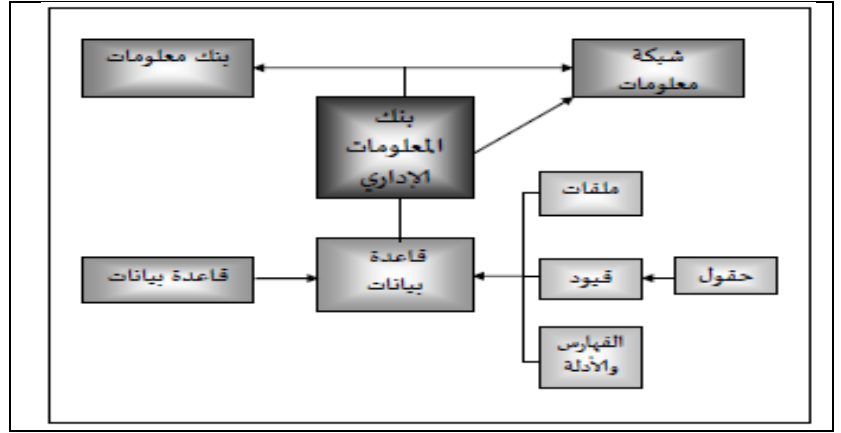 شبكة
معلومات
بنك معلومات
بنك
المعلومات
الإداري
ملفات
قاعدة
بيانات
قاعدة بيانات
حقول
قيود
الفهارس
والأدلة